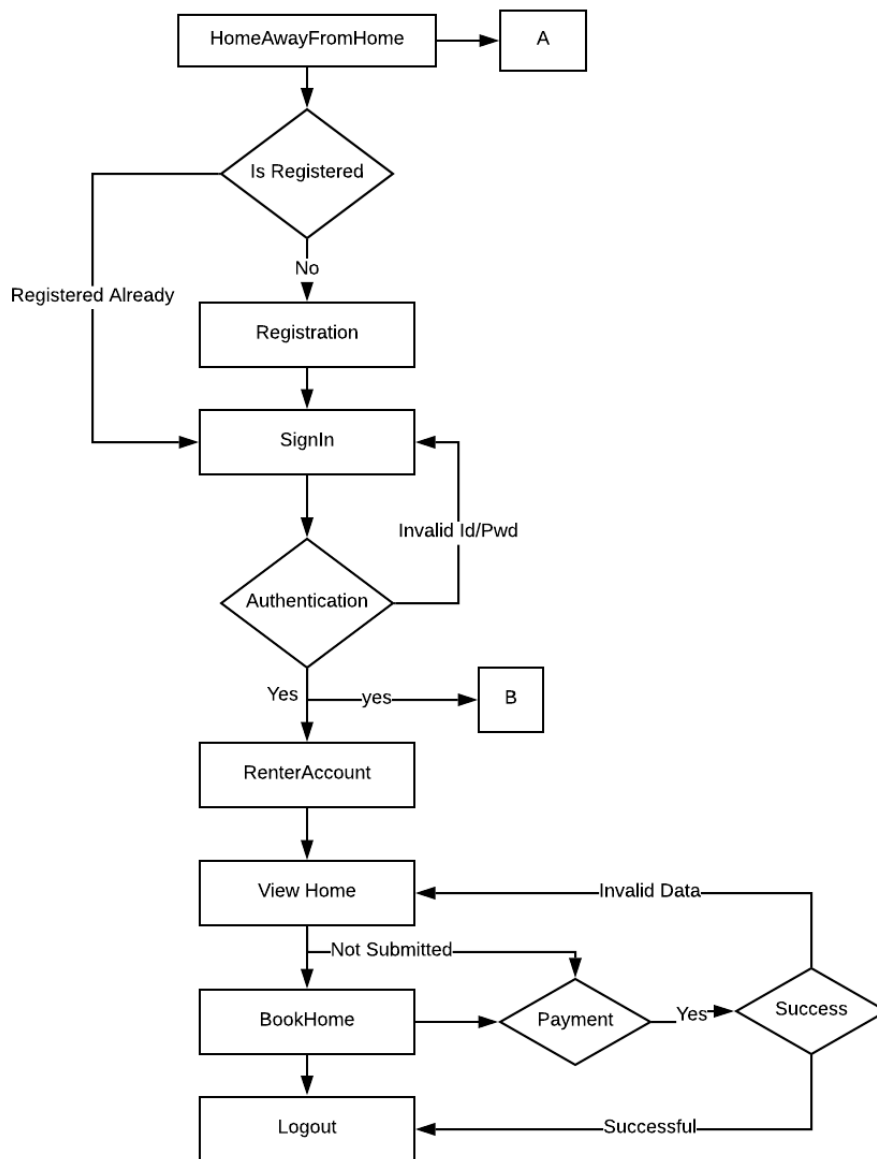 HomeAwayFromHome
A
Is Registered
No
Registered Already
Registration
SignIn
Invalid Id/Pwd
Authentication
Yes
yes
B
RenterAccount
View Home
Invalid Data
Not Submitted
BookHome
Payment
Yes
Success
Logout
Successful